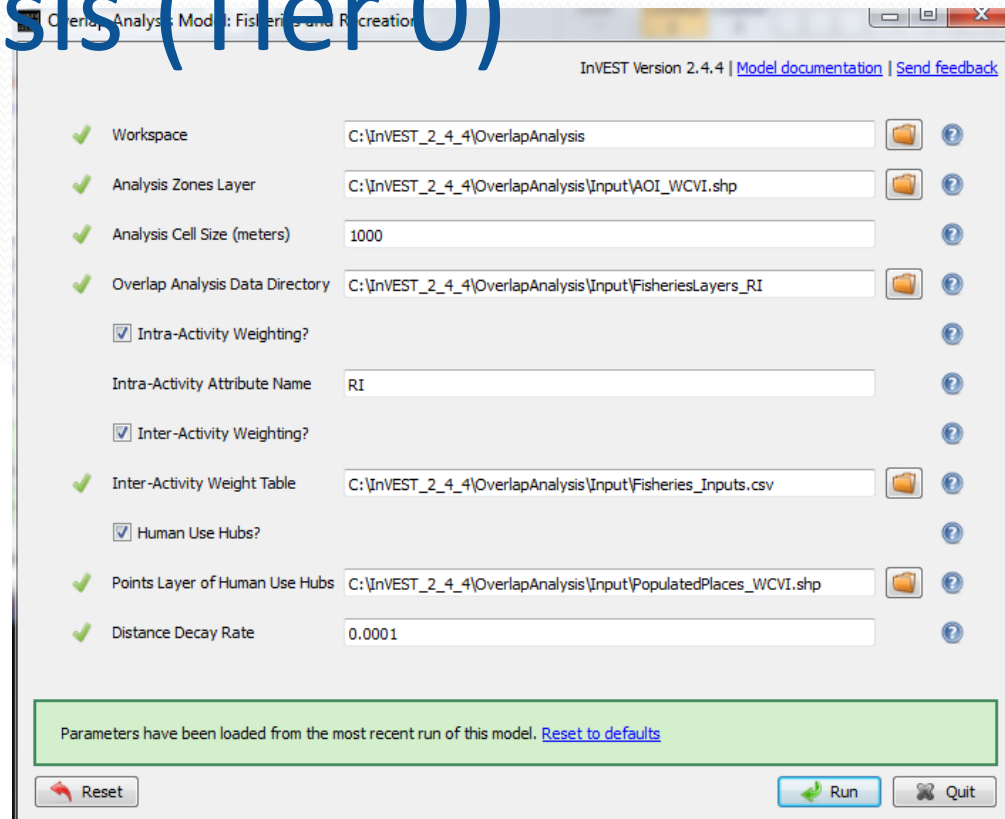 sis (Tier 0)
Overlap Analysis Model: Fisheries and Recreation
InVEST Version 2.4.4 | Model documentation | Send feedback
Workspace C:\InVEST_2_4_4\OverlapAnalysis
Analysis Zones Layer C:\InVEST_2_4_4\OverlapAnalysis\Input\AOI_WCVI.shp
Analysis Cell Size (meters) 1000
Overlap Analysis Data Directory C:\InVEST_2_4_4\OverlapAnalysis\Input\FisheriesLayers_RI
Intra-Activity Weighting?
Intra-Activity Attribute Name RI
Inter-Activity Weighting?
Inter-Activity Weight Table C:\InVEST_2_4_4\OverlapAnalysis\Input\Fisheries_Inputs.csv
Human Use Hubs?
Points Layer of Human Use Hubs C:\InVEST_2_4_4\OverlapAnalysis\Input\PopulatedPlaces_WCVI.shp
Distance Decay Rate 0.0001
Parameters have been loaded from the most recent run of this model. Reset to defaults
Reset Run Quit